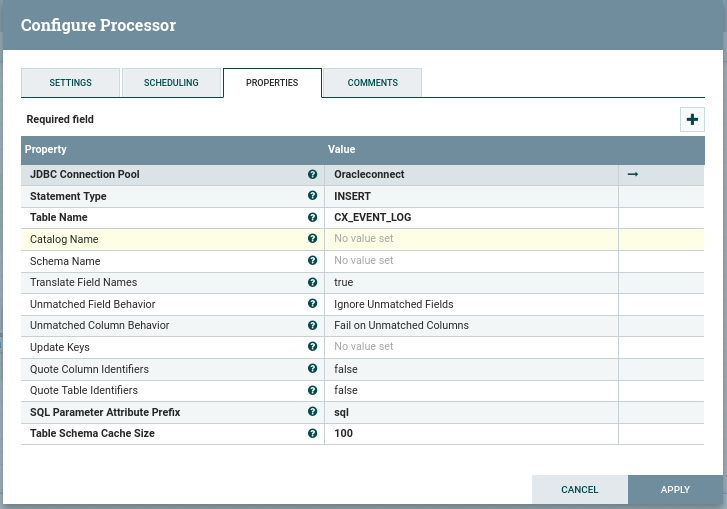 Configure Processor
SETTINGS SCHEDULING PROPERTIES COMMENTS
Required field
Property Value
JDBC Connection Pool Oracleconnect
Statement Type INSERT
Table Name CX_EVENT_LOG
Catalog Name No value set
Schema Name No value set
Translate Field Names true
Unmatched Field Behavior Ignore Unmatched Fields
Unmatched Column Behavior Fail on Unmatched Columns
Update Keys No value set
Quote Column Identifiers false
Quote Table Identifiers false
SQL Parameter Attribute Prefix sql
Table Schema Cache Size 100
CANCEL APPLY